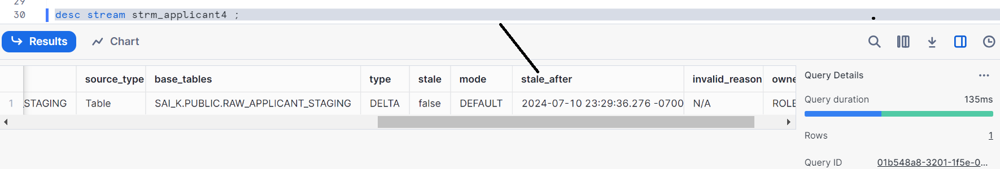 29
30 desc stream strm_applicant4 ;
Results Chart
source_type base_tables type stale mode stale_after invalid_reason owne
1 _STAGING Table SAI_K.PUBLIC.RAW_APPLICANT_STAGING DELTA false DEFAULT 2024-07-10 23:29:36.276 -0700 N/A ROLE
Query Details ...
Query duration 135ms
Rows 1
Query ID 01b548a8-3201-1f5e-0...